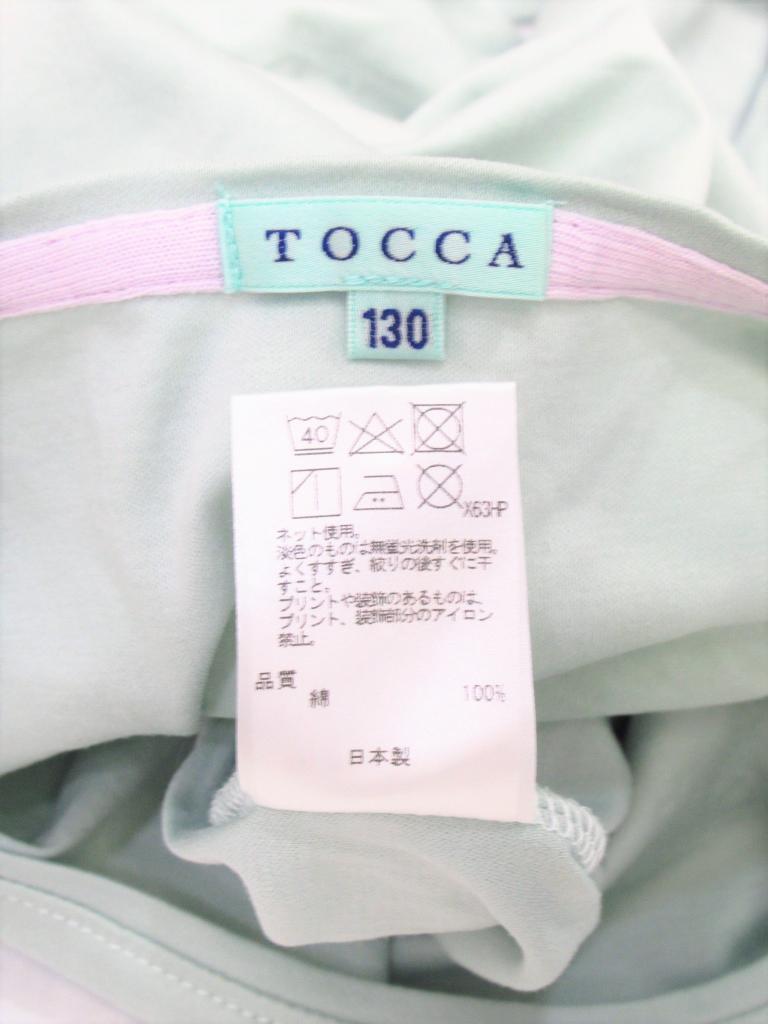 TOCCA
130
40
X63HP
ネット使用。
淡色のものは無蛍光洗剤を使用。
よくすすぎ、絞りの後すぐに干
すこと。
プリントや装飾のあるものは、
プリント、装飾部分のアイロン
禁止。
品質
綿 100%
日本製